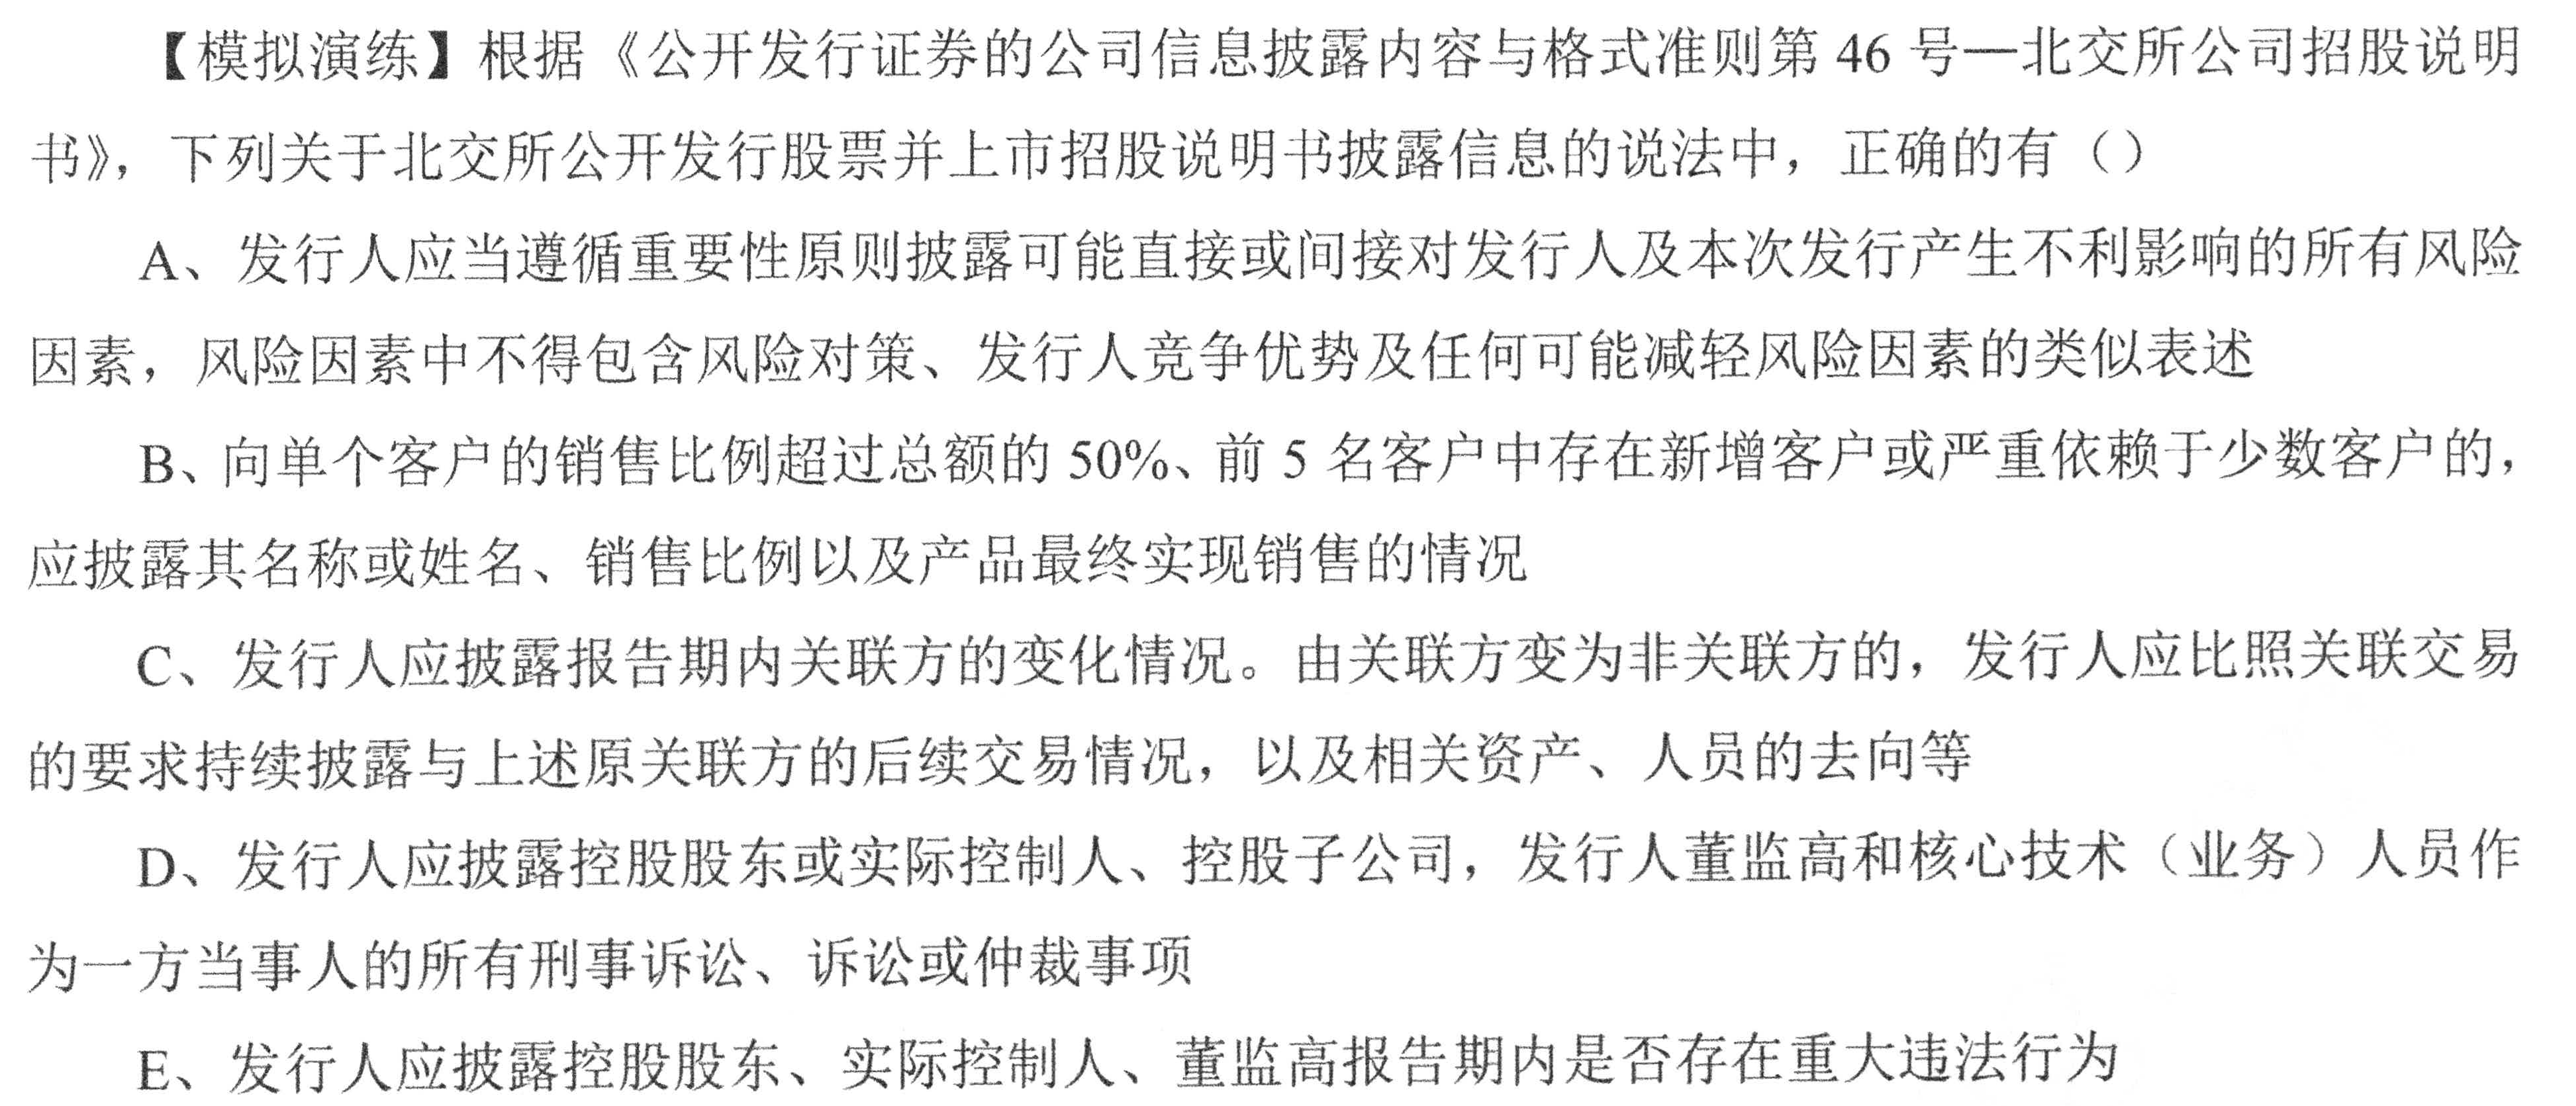 【模拟演练】根据《公开发行证券的公司信息披露内容与格式准则第 46 号—北交所公司招股说明
书》，下列关于北交所公开发行股票并上市招股说明书披露信息的说法中，正确的有（）
A、发行人应当遵循重要性原则披露可能直接或间接对发行人及本次发行产生不利影响的所有风险
因素，风险因素中不得包含风险对策、发行人竞争优势及任何可能减轻风险因素的类似表述
B、向单个客户的销售比例超过总额的 50%、前 5 名客户中存在新增客户或严重依赖于少数客户的，
应披露其名称或姓名、销售比例以及产品最终实现销售的情况
C、发行人应披露报告期内关联方的变化情况。由关联方变为非关联方的，发行人应比照关联交易
的要求持续披露与上述原关联方的后续交易情况，以及相关资产、人员的去向等
D、发行人应披露控股股东或实际控制人、控股子公司，发行人董监高和核心技术（业务）人员作
为一方当事人的所有刑事诉讼、诉讼或仲裁事项
E、发行人应披露控股股东、实际控制人、董监高报告期内是否存在重大违法行为